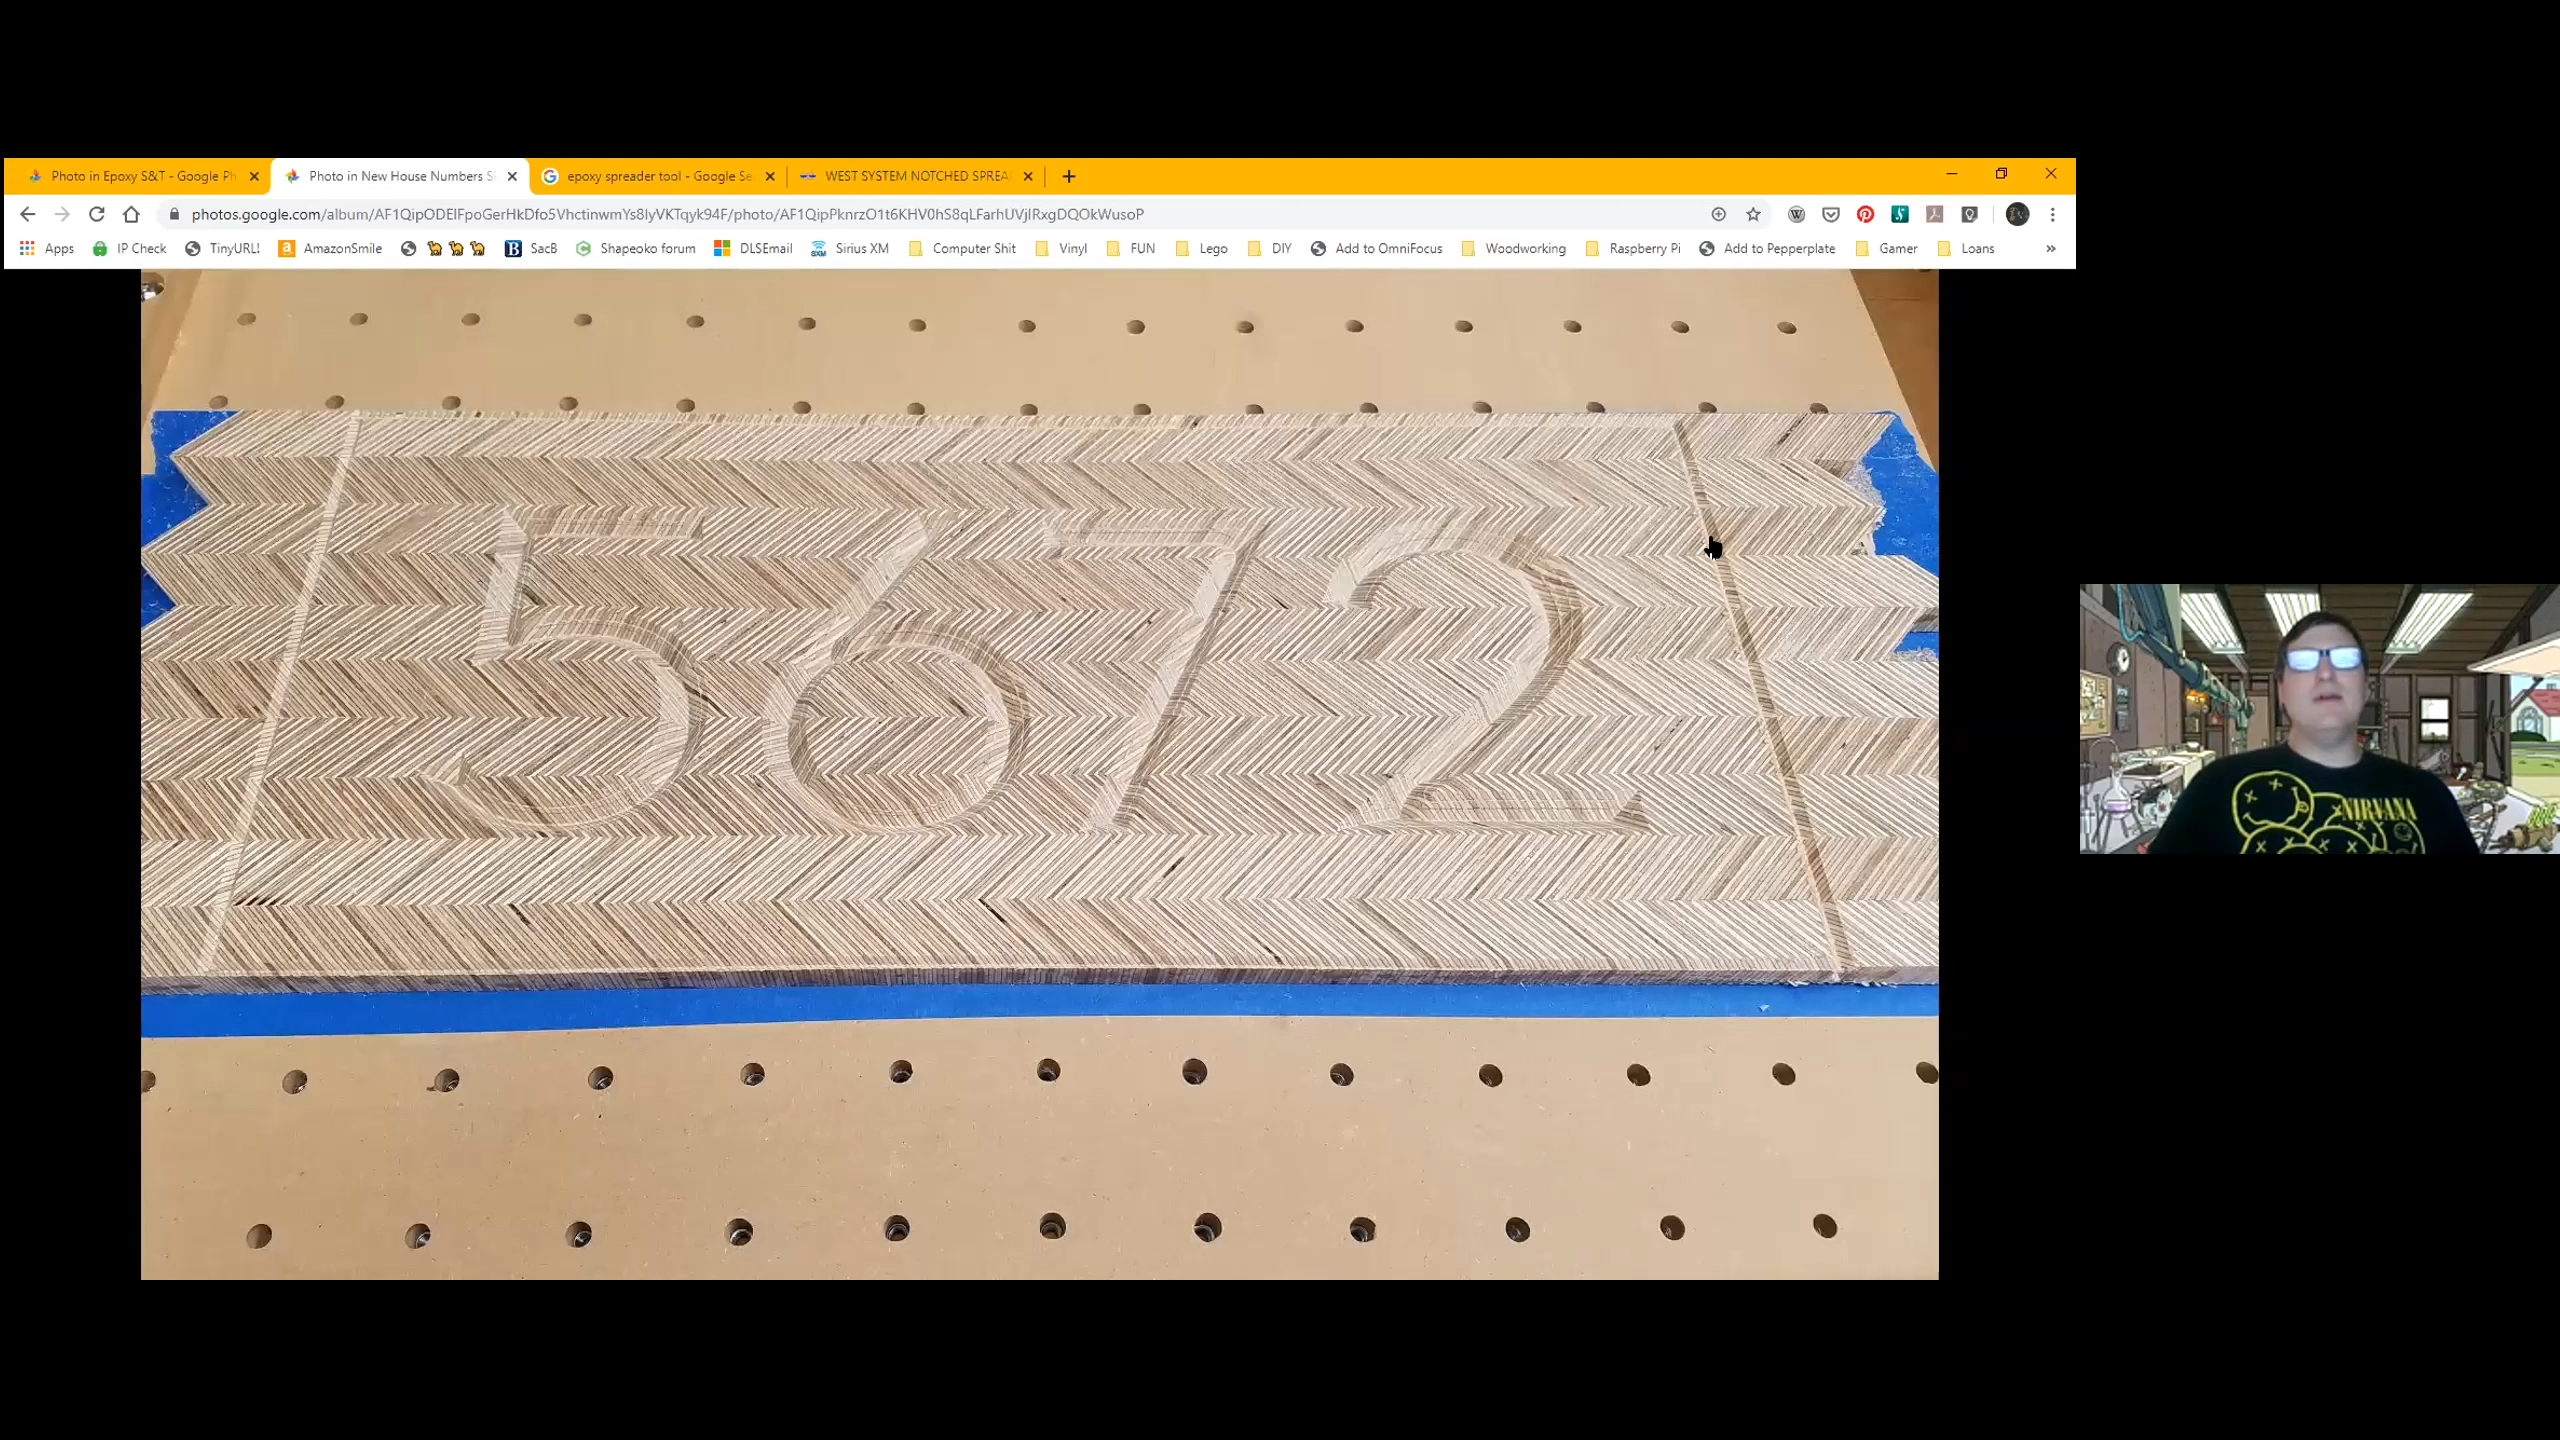 Photo in Epoxy S&T - Google Ph
Photo in New House Numbers Si
epoxy spreader tool - Google Se
WEST SYSTEM NOTCHED SPREA
photos.google.com/album/AF1QipODElFpoGerHkDfo5VhctinwmYs8IyVKTqyk94F/photo/AF1QipPknrzO1t6KHV0hS8qLFarhUVjlRxgDQOkWusoP
Apps IP Check TinyURL! AmazonSmile SacB Shapeoko forum DLSEmail Sirius XM Computer Shit Vinyl FUN Lego DIY Add to OmniFocus Woodworking Raspberry Pi Add to Pepperplate Gamer Loans »
5672
NIRVANA